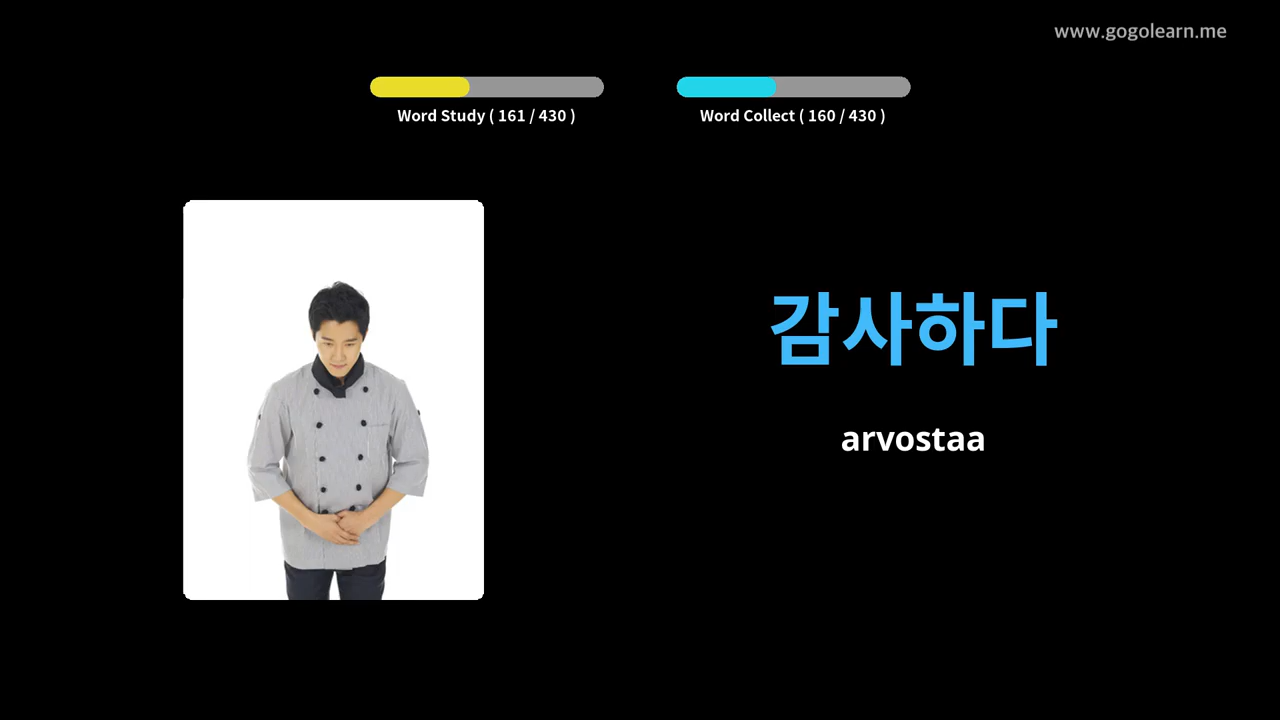 www.gogolearn.me
Word Study ( 161 / 430 )
Word Collect ( 160 / 430 )
감사하다
arvostaa